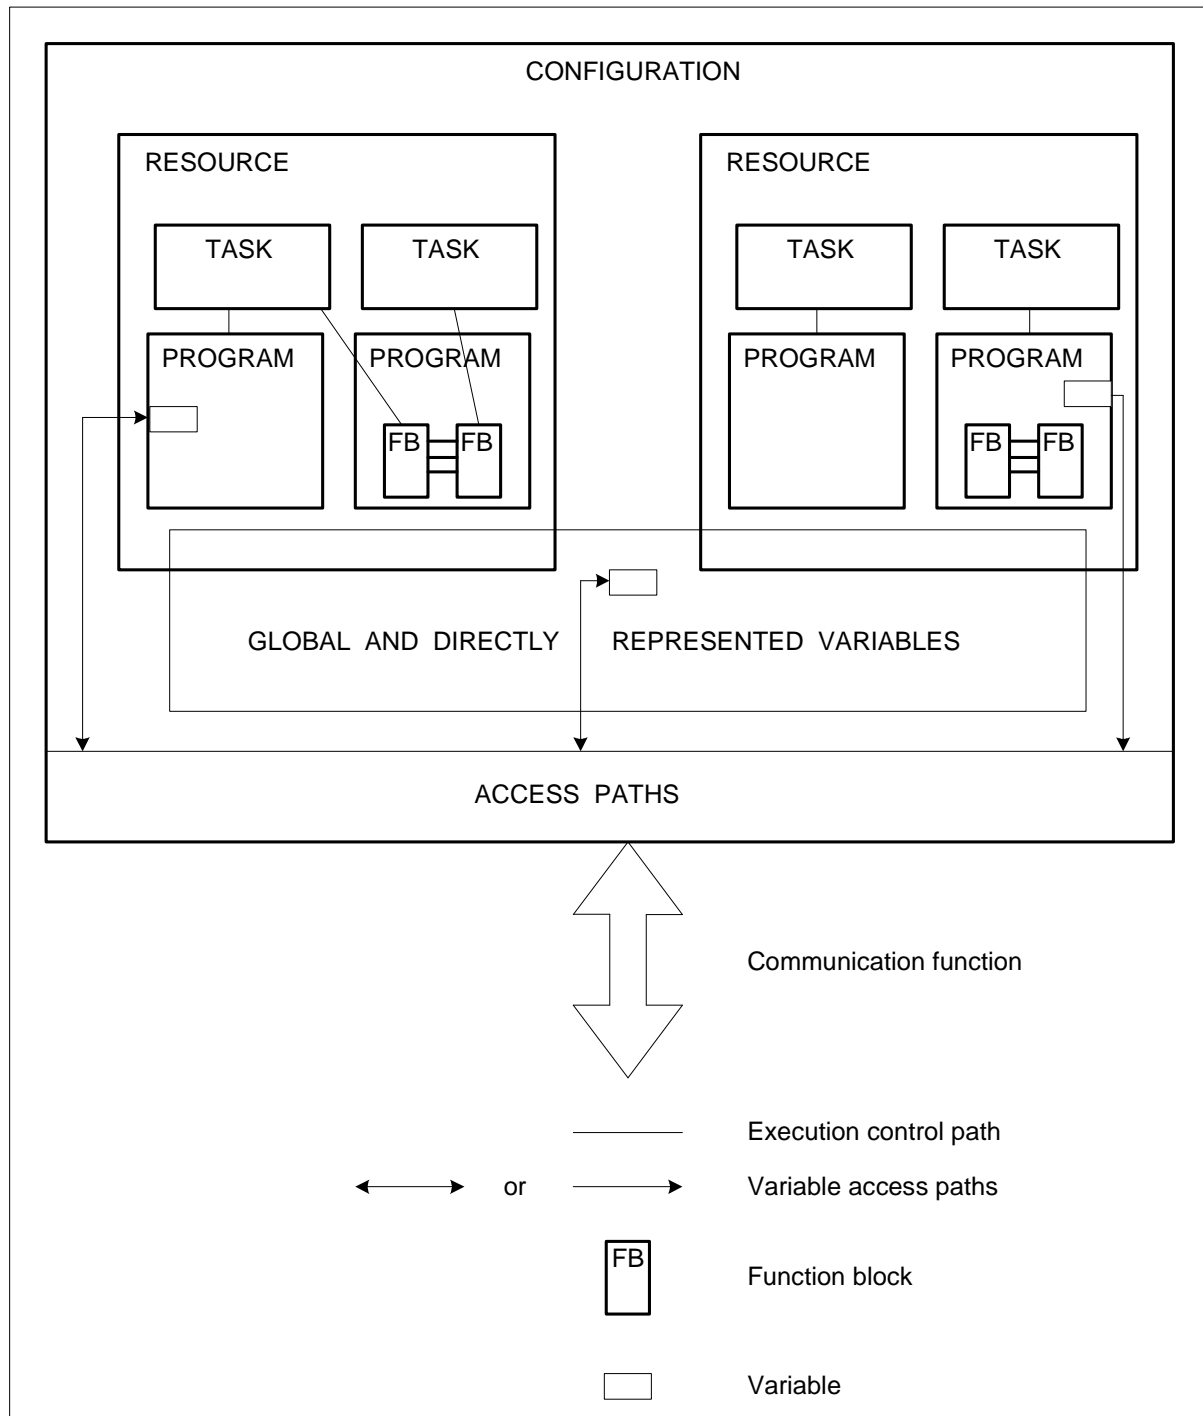 CONFIGURATION
RESOURCE
RESOURCE
TASK
TASK
TASK
TASK
PROGRAM
PROGRAM
PROGRAM
PROGRAM
FB
FB
FB
FB
GLOBAL AND DIRECTLY REPRESENTED VARIABLES
ACCESS PATHS
Communication function
Execution control path
or
Variable access paths
FB
Function block
Variable